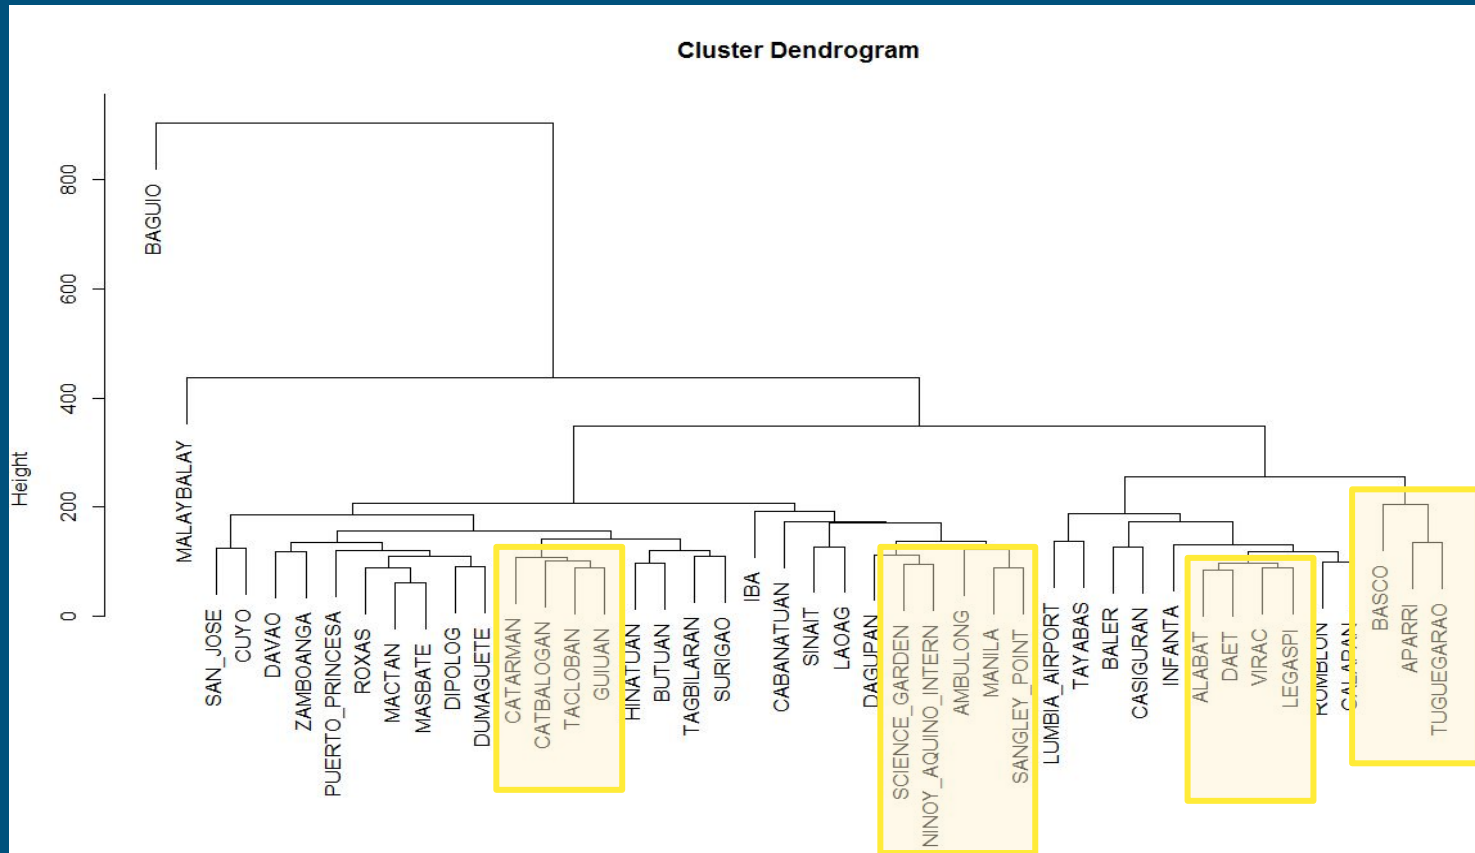 Cluster Dendrogram
Height
800
600
400
200
0
BAGUIO
MALAYBALAY
SAN_JOSE
CUYO
DAVAO
ZAMBOANGA
PUERTO_PRINCESA
ROXAS
MACTAN
MASBATE
DIPOLOG
DUMAGUETE
CATARMAN
CATBALOGAN
TACLOBAN
GUIUAN
HINATUAN
BUTUAN
TAGBILARAN
SURIGAO
IBA
CABANATUAN
SINAIT
LAOAG
DAGUPAN
SCIENCE_GARDEN
NINOY_AQUINO_INTERN
AMBULONG
MANILA
SANGLEY_POINT
LUMBIA_AIRPORT
TAYABAS
BALER
CASIGURAN
INFANTA
ALABAT
DAET
VIRAC
LEGASPI
ROMBLON
BASCO
APARRI
TUGUEGARAO